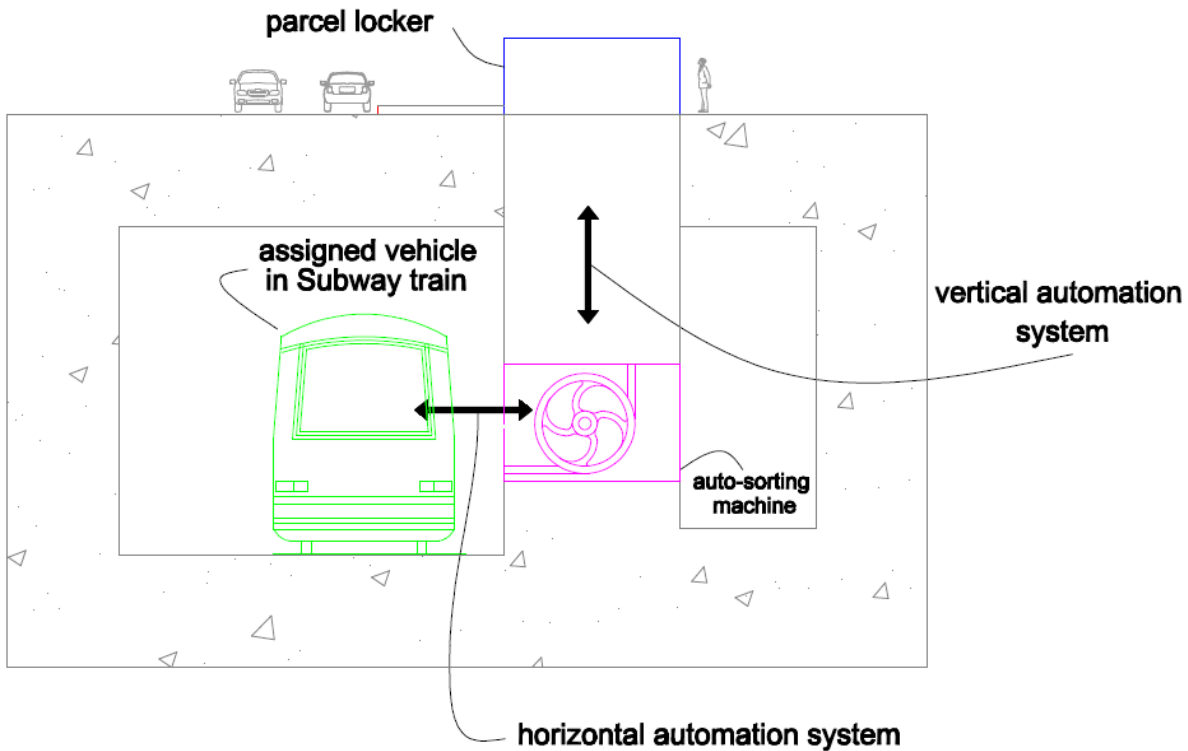 parcel locker
assigned vehicle
in Subway train
vertical automation
system
auto-sorting
machine
horizontal automation system